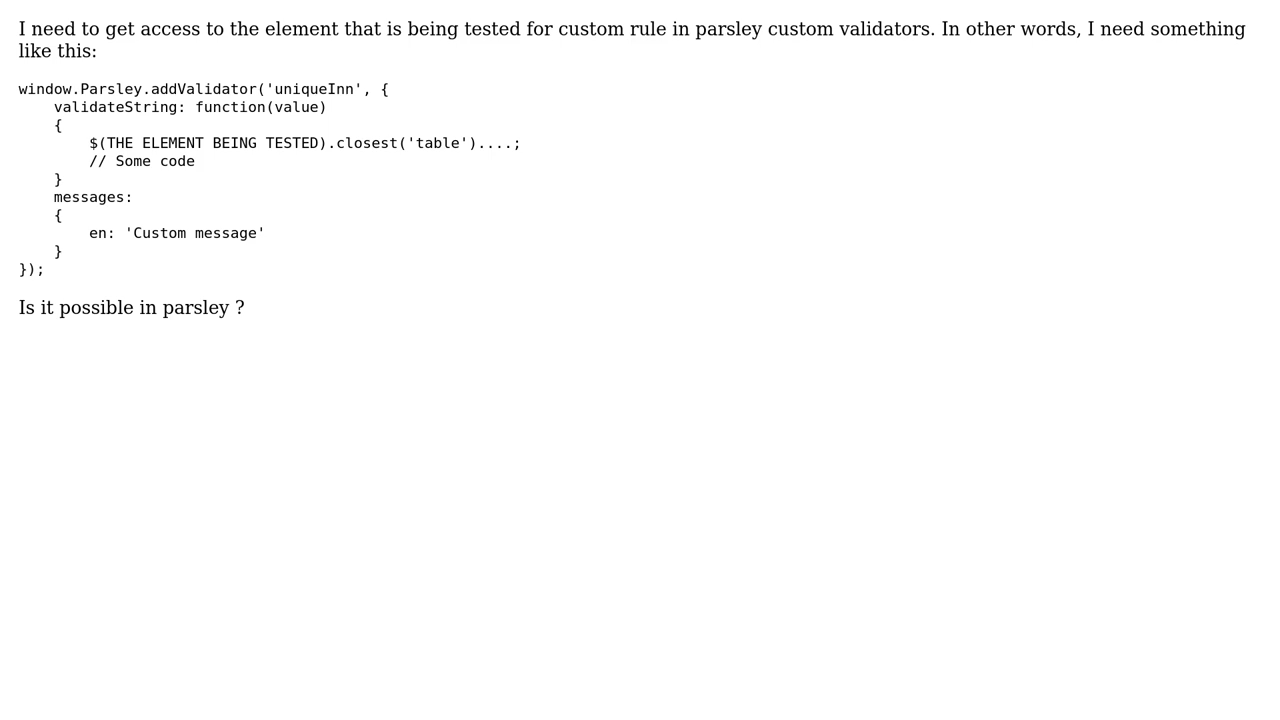 I need to get access to the element that is being tested for custom rule in parsley custom validators. In other words, I need something
like this:
window.Parsley.addValidator('uniqueInn', {
    validateString: function(value)
    {
        $(THE ELEMENT BEING TESTED).closest('table')....;
        // Some code
    }
    messages:
    {
        en: 'Custom message'
    }
});
Is it possible in parsley ?